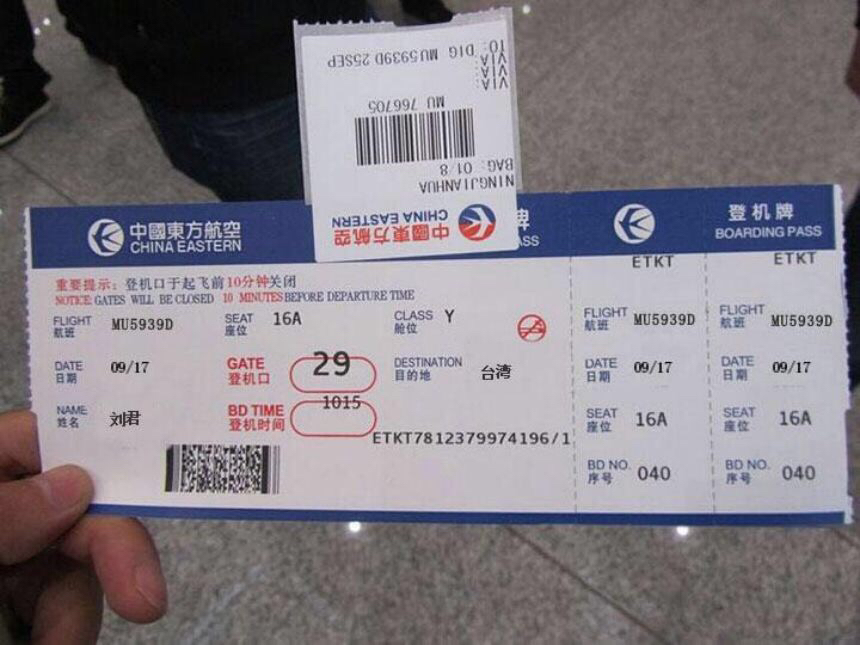 TO: DIG MU5939D 25SEP
VIA:
VIA:
VIA:
MU 766705
BAG: 01/8
NINGJIANHUA
中國東方航空
CHINA EASTERN
中國東方航空
CHINA EASTERN
牌
ASS
登机牌
BOARDING PASS
重要提示: 登机口于起飞前10分钟关闭
NOTICE: GATES WILL BE CLOSED 10 MINUTES BEFORE DEPARTURE TIME
FLIGHT MU5939D SEAT 16A CLASS Y
航班 座位 舱位
DATE 09/17 GATE 29 DESTINATION 台湾
日期 登机口 目的地
NAME 刘君 BD TIME 1015
姓名 登机时间
ETKT7812379974196/1
ETKT
FLIGHT MU5939D
航班
DATE 09/17
日期
SEAT 16A
座位
BD NO. 040
序号
ETKT
FLIGHT MU5939D
航班
DATE 09/17
日期
SEAT 16A
座位
BD NO. 040
序号